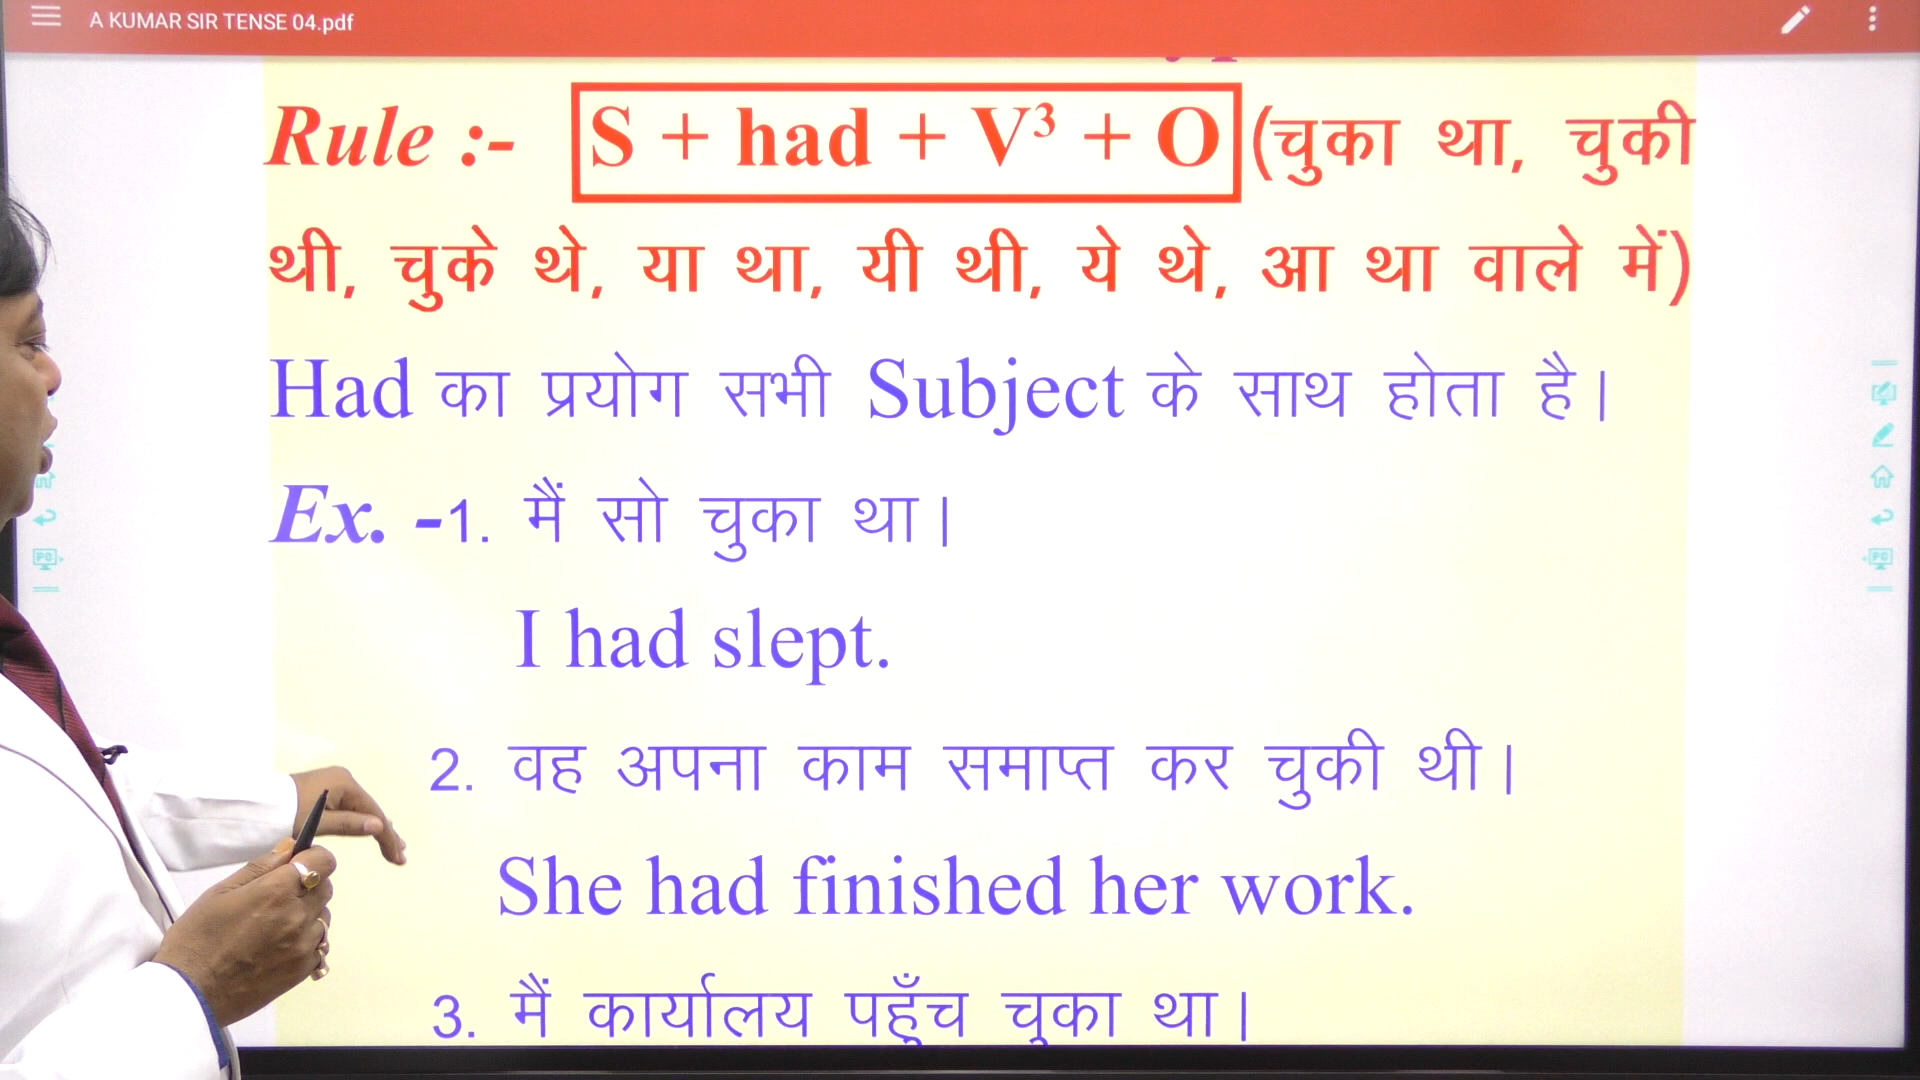 A KUMAR SIR TENSE 04.pdf
Rule :- S + had + V³ + O (चुका था, चुकी
थी, चुके थे, या था, यी थी, ये थे, आ था वाले में)
Had का प्रयोग सभी Subject के साथ होता है।
Ex. -1. मैं सो चुका था।
I had slept.
2. वह अपना काम समाप्त कर चुकी थी।
She had finished her work.
3. मैं कार्यालय पहुँच चुका था।